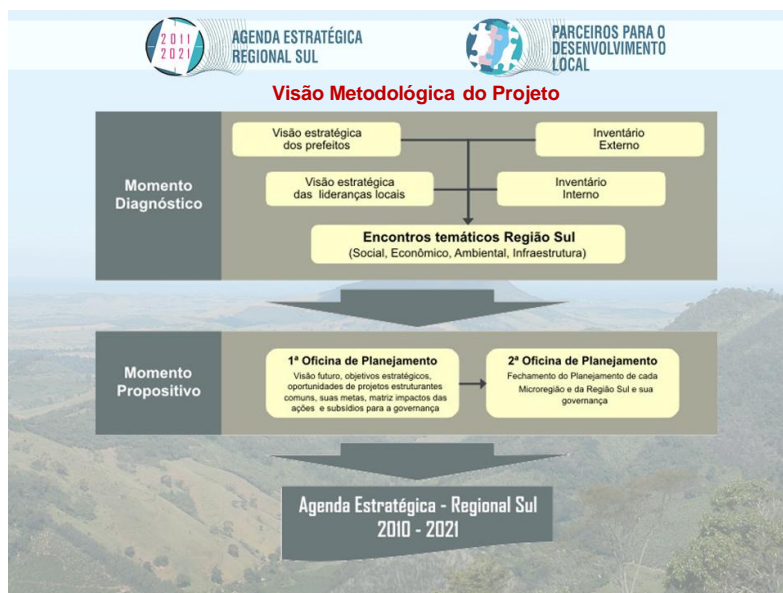 2011
2021
AGENDA ESTRATÉGICA
REGIONAL SUL
PARCEIROS PARA O
DESENVOLVIMENTO
LOCAL
Visão Metodológica do Projeto
Momento
Diagnóstico
Visão estratégica
dos prefeitos
Inventário
Externo
Visão estratégica
das lideranças locais
Inventário
Interno
Encontros temáticos Região Sul
(Social, Econômico, Ambiental, Infraestrutura)
Momento
Propositivo
1ª Oficina de Planejamento
Visão futuro, objetivos estratégicos,
oportunidades de projetos estruturantes
comuns, suas metas, matriz impactos das
ações e subsídios para a governança
2ª Oficina de Planejamento
Fechamento do Planejamento de cada
Microregião e da Região Sul e sua
governança
Agenda Estratégica - Regional Sul
2010 - 2021